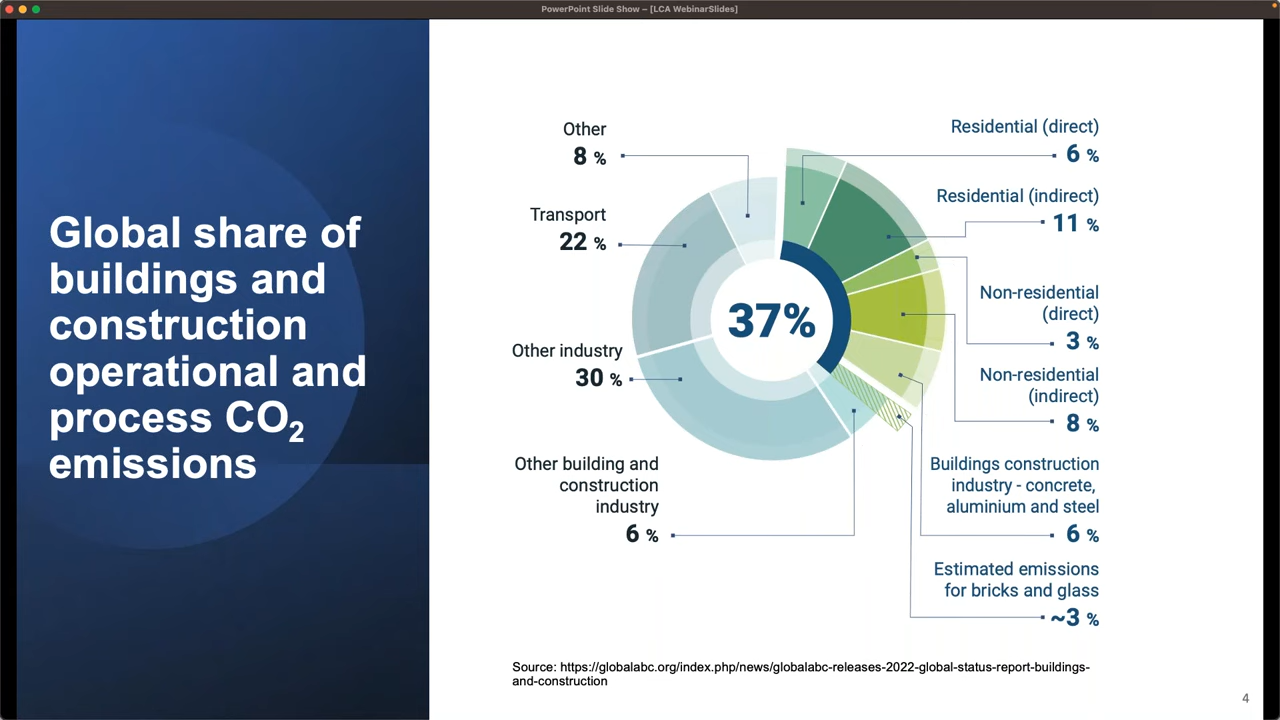 PowerPoint Slide Show – [LCA WebinarSlides]
Global share of
buildings and
construction
operational and
process CO₂
emissions
Other
8 %
Transport
22 %
Other industry
30 %
Other building and
construction
industry
6 %
37%
Residential (direct)
6 %
Residential (indirect)
11 %
Non-residential
(direct)
3 %
Non-residential
(indirect)
8 %
Buildings construction
industry - concrete,
aluminium and steel
6 %
Estimated emissions
for bricks and glass
~3 %
Source: https://globalabc.org/index.php/news/globalabc-releases-2022-global-status-report-buildings-
and-construction
4